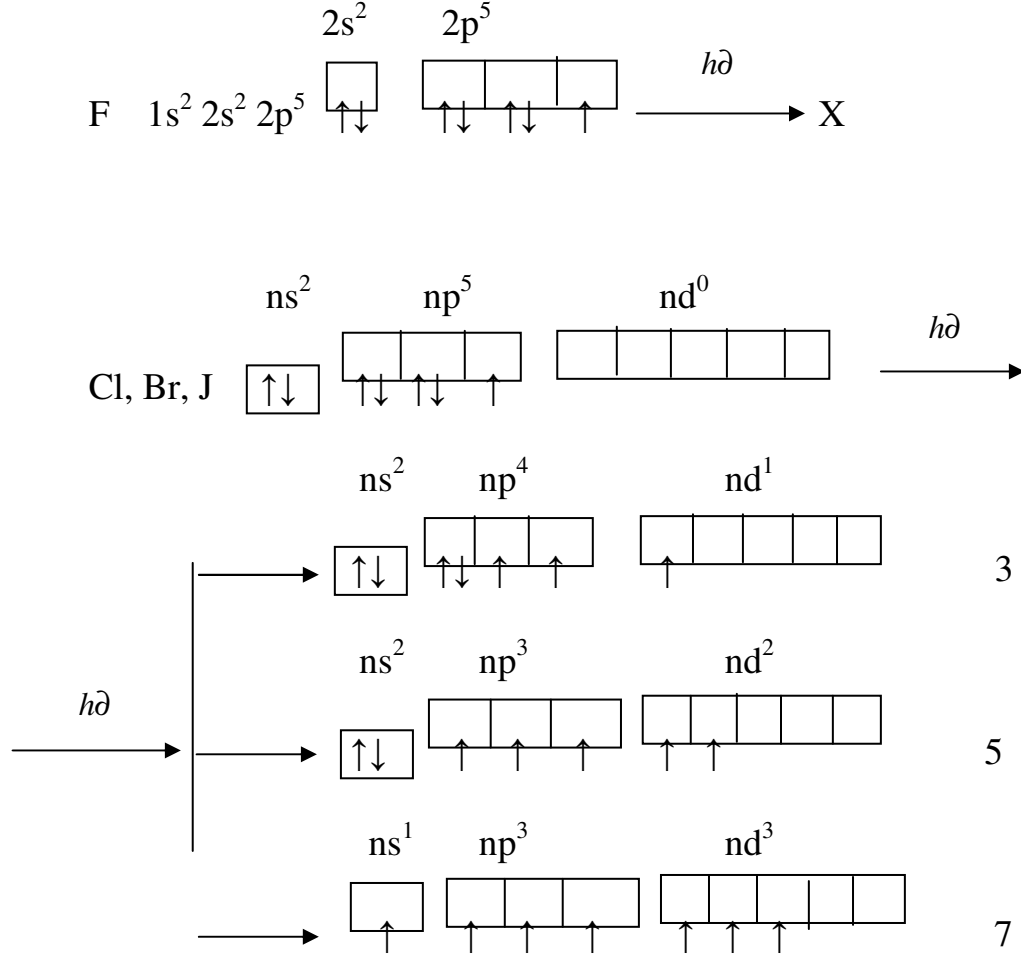 2s² 2p⁵
h∂
F 1s² 2s² 2p⁵ ↑↓ ↑↓ ↑↓ ↑ X
ns² np⁵ nd⁰
h∂
Cl, Br, J ↑↓ ↑↓ ↑↓ ↑
ns² np⁴ nd¹
↑↓ ↑↓ ↑ ↑ ↑ 3
ns² np³ nd²
h∂
↑↓ ↑ ↑ ↑ ↑ ↑ 5
ns¹ np³ nd³
↑ ↑ ↑ ↑ ↑ ↑ ↑ 7